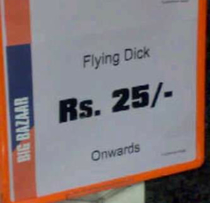 Flying Dick
Rs. 25/-
Onwards
BIG BAZAAR